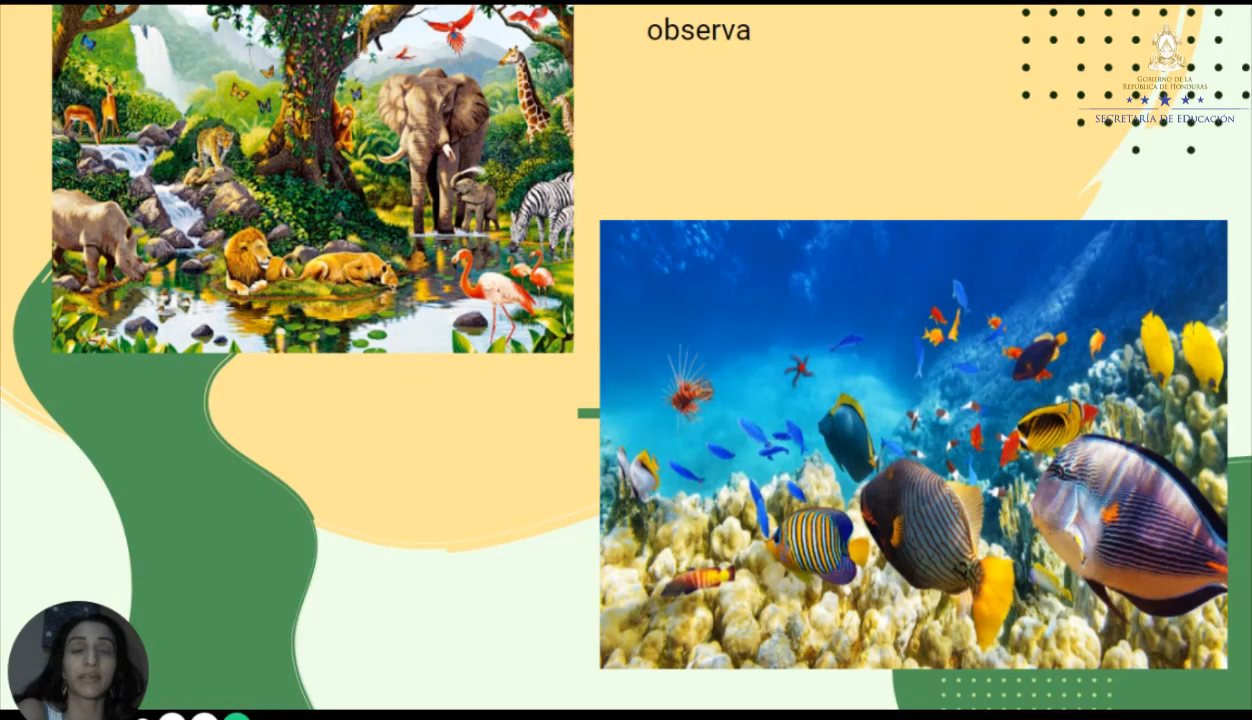 observa
GOBIERNO DE LA
REPÚBLICA DE HONDURAS
SECRETARÍA DE EDUCACIÓN